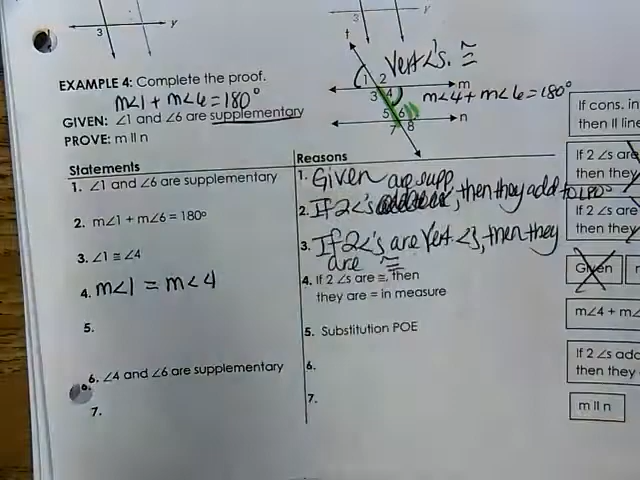 3
y
3
y
t
Vert ∠'s. ≅
EXAMPLE 4: Complete the proof.
m∠1 + m∠6 = 180°
GIVEN: ∠1 and ∠6 are supplementary
PROVE: m || n
1 2
3 4
m
5 6
n
7 8
m∠4 + m∠6 = 180°
Statements
Reasons
1. ∠1 and ∠6 are supplementary
1. Given
2. m∠1 + m∠6 = 180°
2. If 2 ∠'s are supp, then they add to 180°
3. ∠1 ≅ ∠4
3. If 2 ∠'s are Vert ∠'s, then they
are ≅
4. m∠1 = m∠4
4. If 2 ∠s are ≅, then
they are = in measure
5.
5. Substitution POE
6. ∠4 and ∠6 are supplementary
6.
7.
7.
If cons. in
then || line
If 2 ∠s are
then they
If 2 ∠s are
then they
Given
m∠4 + m∠
If 2 ∠s add
then they
m || n